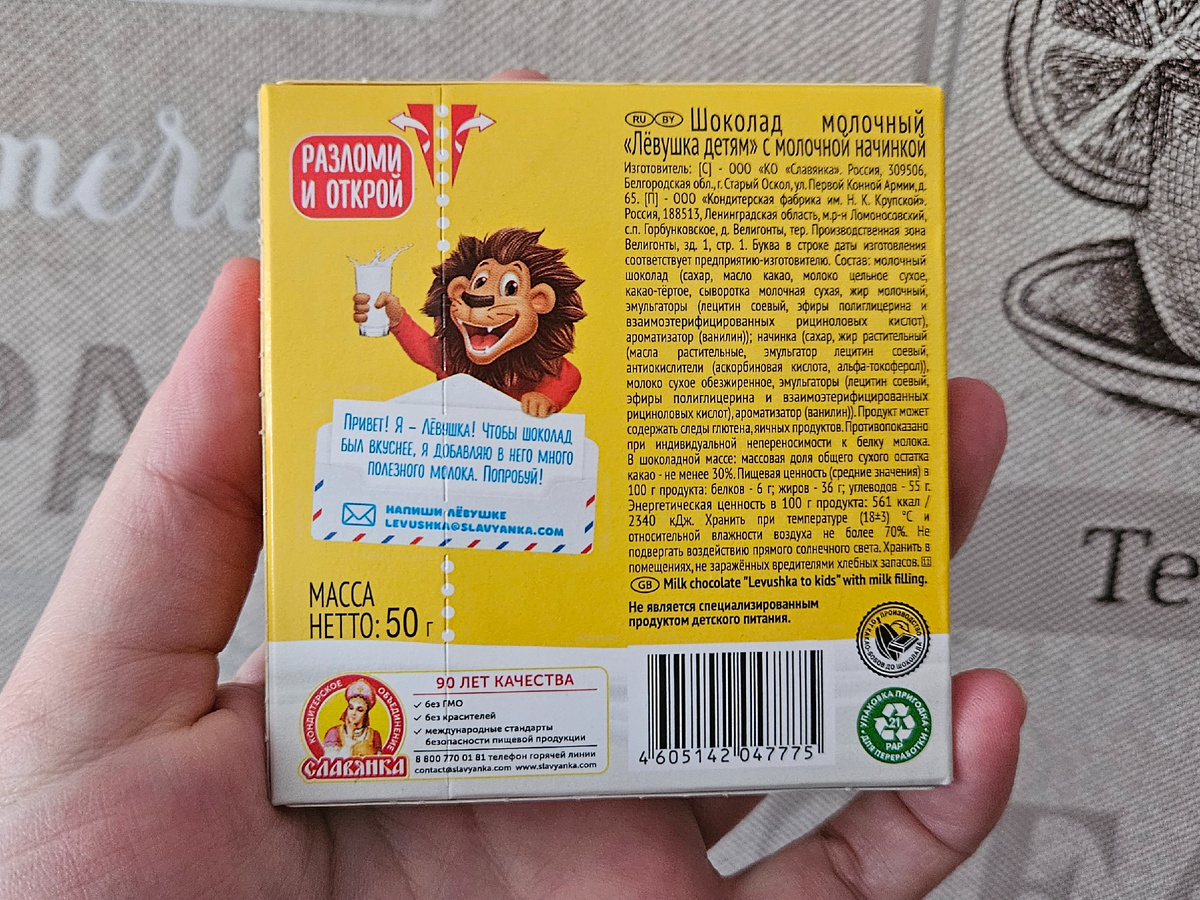 РАЗЛОМИ
И ОТКРОЙ
ПРИВЕТ! Я – ЛЁВУШКА! ЧТОБЫ ШОКОЛАД
БЫЛ ВКУСНЕЕ, Я ДОБАВЛЯЮ В НЕГО МНОГО
ПОЛЕЗНОГО МОЛОКА. ПОПРОБУЙ!
НАПИШИ ЛЁВУШКЕ
LEVUSHKA@SLAVYANKA.COM
МАССА
НЕТТО: 50 г
КОНДИТЕРСКОЕ ОБЪЕДИНЕНИЕ
СЛАВЯНКА
90 ЛЕТ КАЧЕСТВА
без ГМО
без красителей
международные стандарты
безопасности пищевой продукции
8 800 770 01 81 телефон горячей линии
contact@slavyanka.com www.slavyanka.com
RU BY Шоколад молочный
«Лёвушка детям» с молочной начинкой
Изготовитель: [С] - ООО «КО «Славянка». Россия, 309506,
Белгородская обл., г. Старый Оскол, ул. Первой Конной Армии, д.
65. [П] - ООО «Кондитерская фабрика им. Н. К. Крупской».
Россия, 188513, Ленинградская область, м.р-н Ломоносовский,
с.п. Горбунковское, д. Велигонты, тер. Производственная зона
Велигонты, зд. 1, стр. 1. Буква в строке даты изготовления
соответствует предприятию-изготовителю. Состав: молочный
шоколад (сахар, масло какао, молоко цельное сухое,
какао-тёртое, сыворотка молочная сухая, жир молочный,
эмульгаторы (лецитин соевый, эфиры полиглицерина и
взаимоэтерифицированных рициноловых кислот),
ароматизатор (ванилин)); начинка (сахар, жир растительный
(масла растительные, эмульгатор лецитин соевый,
антиокислители (аскорбиновая кислота, альфа-токоферол)),
молоко сухое обезжиренное, эмульгаторы (лецитин соевый,
эфиры полиглицерина и взаимоэтерифицированных
рициноловых кислот), ароматизатор (ванилин)). Продукт может
содержать следы глютена, яичных продуктов. Противопоказано
при индивидуальной непереносимости к белку молока.
В шоколадной массе: массовая доля общего сухого остатка
какао - не менее 30%. Пищевая ценность (средние значения) в
100 г продукта: белков - 6 г; жиров - 36 г; углеводов - 55 г.
Энергетическая ценность в 100 г продукта: 561 ккал /
2340 кДж. Хранить при температуре (18±3) °С и
относительной влажности воздуха не более 70%. Не
подвергать воздействию прямого солнечного света. Хранить в
помещениях, не заражённых вредителями хлебных запасов.
GB Milk chocolate "Levushka to kids" with milk filling.
Не является специализированным
продуктом детского питания.
ПРОИЗВОДСТВО
ОТ КАКАО-БОБОВ ДО ШОКОЛАДА
УПАКОВКА ПРИГОДНА
ДЛЯ ПЕРЕРАБОТКИ
21
PAP
4 605142 047775
meri
Te